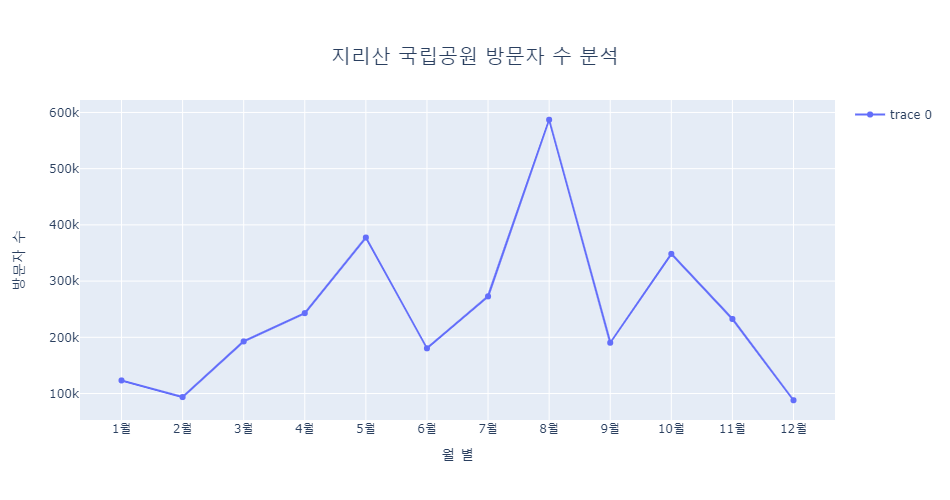 지리산 국립공원 방문자 수 분석
600k
500k
400k
300k
200k
100k
방문자 수
1월 2월 3월 4월 5월 6월 7월 8월 9월 10월 11월 12월
월 별
trace 0